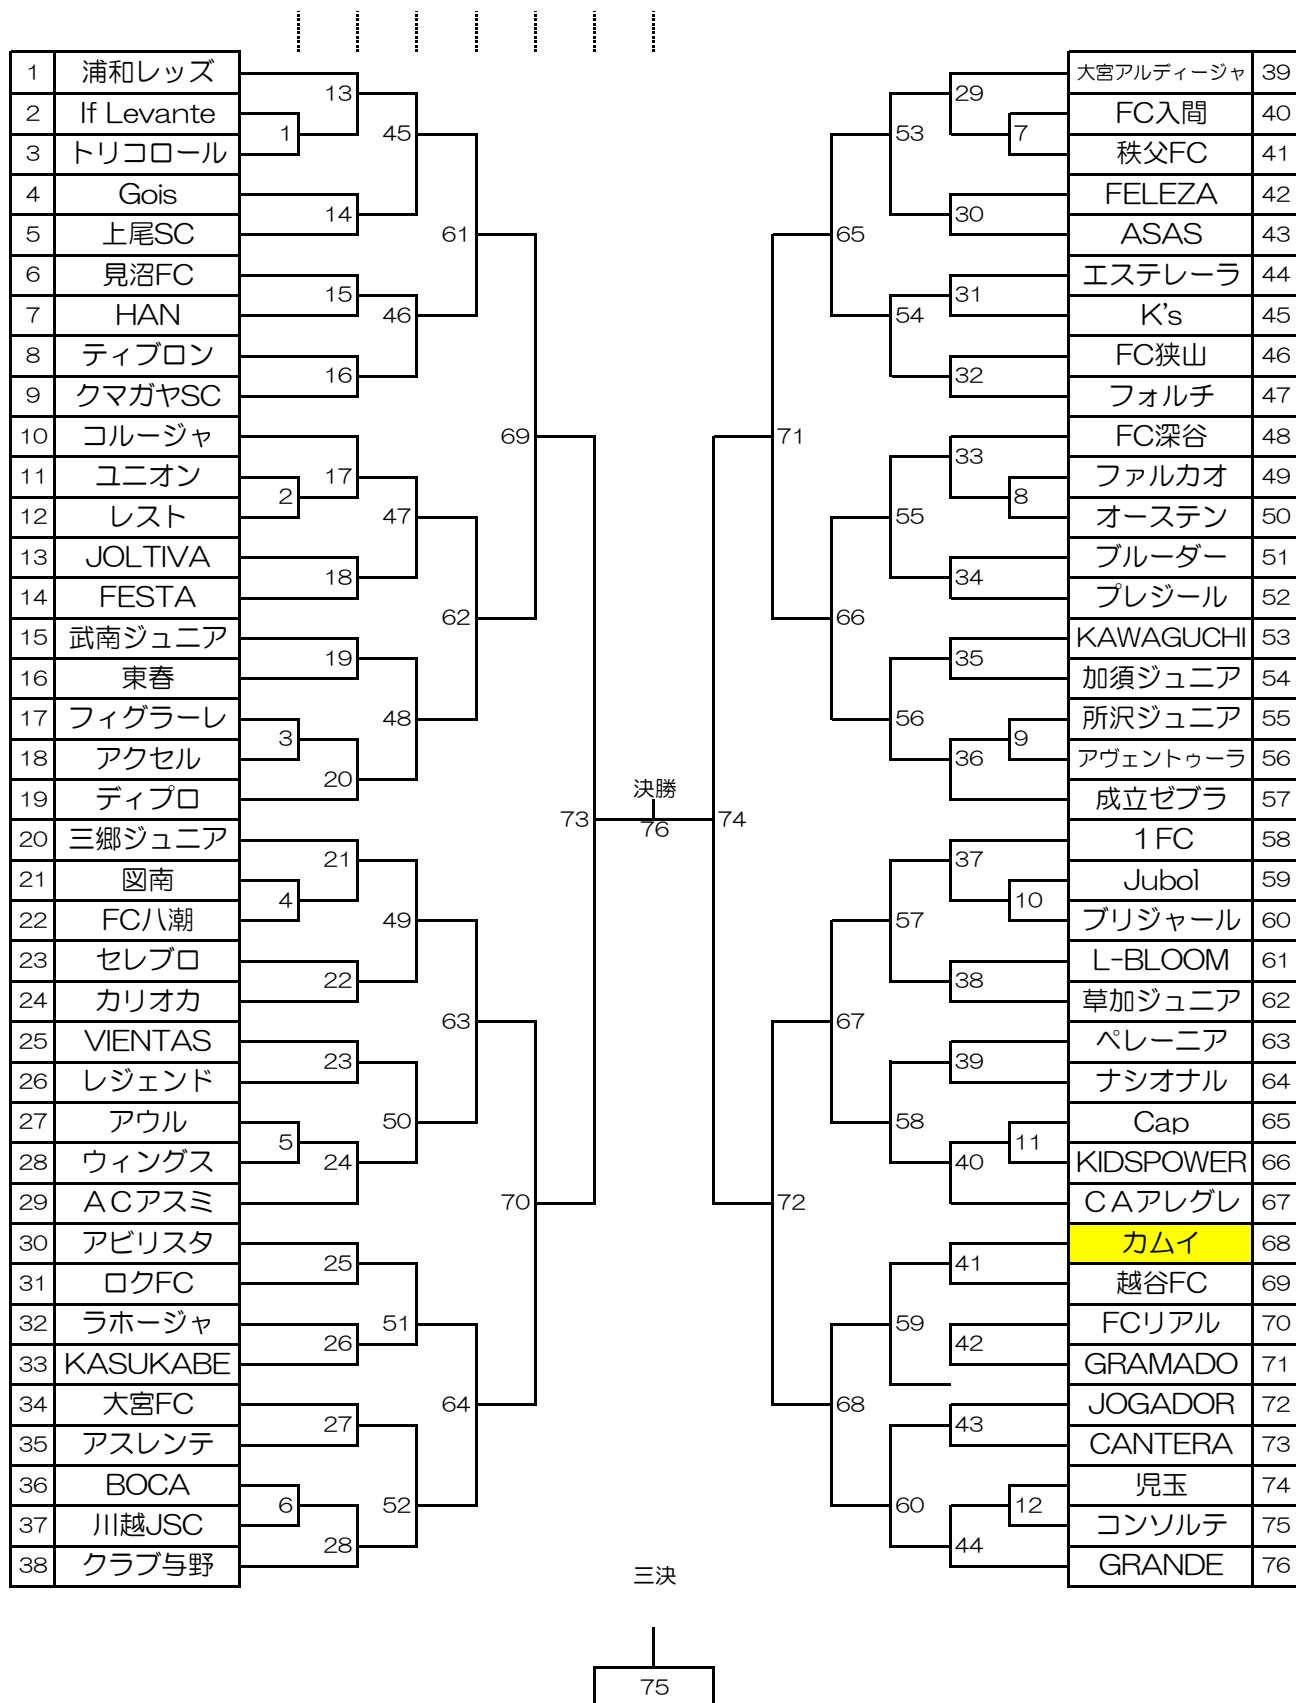 1 浦和レッズ
2 If Levante
3 トリコロール
4 Gois
5 上尾SC
6 見沼FC
7 HAN
8 ティブロン
9 クマガヤSC
10 コルージャ
11 ユニオン
12 レスト
13 JOLTIVA
14 FESTA
15 武南ジュニア
16 東春
17 フィグラーレ
18 アクセル
19 ディプロ
20 三郷ジュニア
21 図南
22 FC八潮
23 セレブロ
24 カリオカ
25 VIENTAS
26 レジェンド
27 アウル
28 ウィングス
29 ACアスミ
30 アビリスタ
31 ロクFC
32 ラホージャ
33 KASUKABE
34 大宮FC
35 アスレンテ
36 BOCA
37 川越JSC
38 クラブ与野
1
2
3
4
5
6
13
14
15
16
17
18
19
20
21
22
23
24
25
26
27
28
45
46
47
48
49
50
51
52
61
62
63
64
69
70
73
決勝
76
74
71
72
65
66
67
68
53
54
55
56
57
58
59
60
29
30
31
32
33
34
35
36
37
38
39
40
41
42
43
44
7
8
9
10
11
12
大宮アルディージャ 39
FC入間 40
秩父FC 41
FELEZA 42
ASAS 43
エステレーラ 44
K's 45
FC狭山 46
フォルチ 47
FC深谷 48
ファルカオ 49
オーステン 50
ブルーダー 51
プレジール 52
KAWAGUCHI 53
加須ジュニア 54
所沢ジュニア 55
アヴェントゥーラ 56
成立ゼブラ 57
1FC 58
Jubol 59
ブリジャール 60
L-BLOOM 61
草加ジュニア 62
ペレーニア 63
ナシオナル 64
Cap 65
KIDSPOWER 66
CAアレグレ 67
カムイ 68
越谷FC 69
FCリアル 70
GRAMADO 71
JOGADOR 72
CANTERA 73
児玉 74
コンソルテ 75
GRANDE 76
三決
75